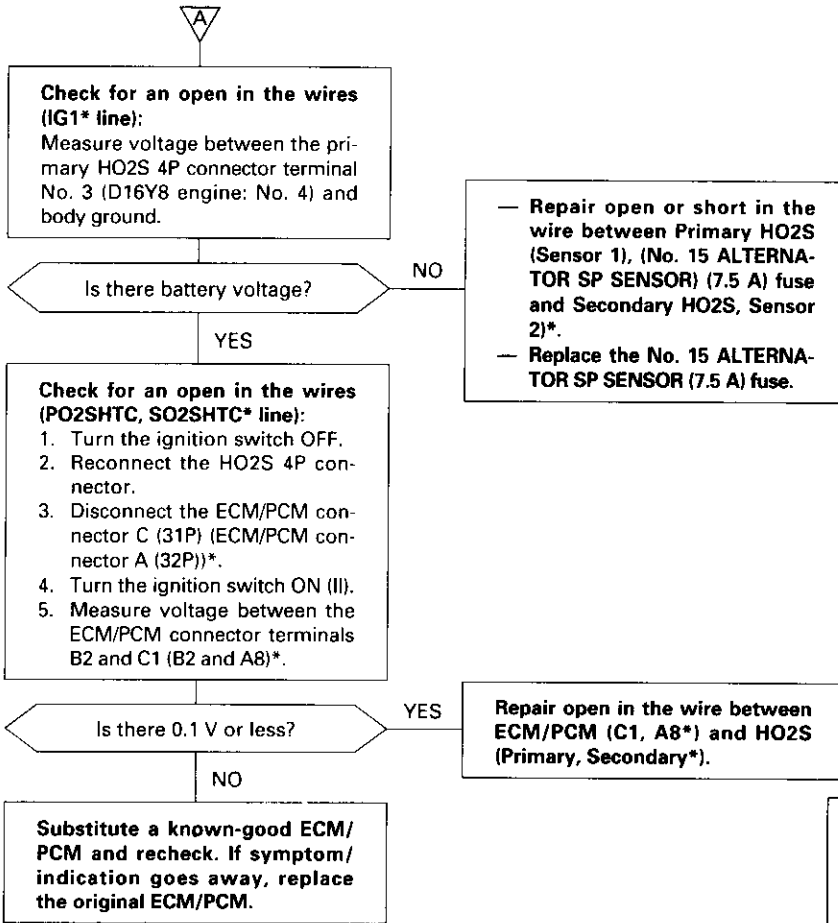 A
Check for an open in the wires
(IG1* line):
Measure voltage between the pri-
mary HO2S 4P connector terminal
No. 3 (D16Y8 engine: No. 4) and
body ground.
Is there battery voltage?
NO
— Repair open or short in the
wire between Primary HO2S
(Sensor 1), (No. 15 ALTERNA-
TOR SP SENSOR) (7.5 A) fuse
and Secondary HO2S, Sensor
2)*.
— Replace the No. 15 ALTERNA-
TOR SP SENSOR (7.5 A) fuse.
YES
Check for an open in the wires
(PO2SHTC, SO2SHTC* line):
1. Turn the ignition switch OFF.
2. Reconnect the HO2S 4P con-
nector.
3. Disconnect the ECM/PCM con-
nector C (31P) (ECM/PCM con-
nector A (32P))*.
4. Turn the ignition switch ON (II).
5. Measure voltage between the
ECM/PCM connector terminals
B2 and C1 (B2 and A8)*.
Is there 0.1 V or less?
YES
Repair open in the wire between
ECM/PCM (C1, A8*) and HO2S
(Primary, Secondary*).
NO
Substitute a known-good ECM/
PCM and recheck. If symptom/
indication goes away, replace
the original ECM/PCM.